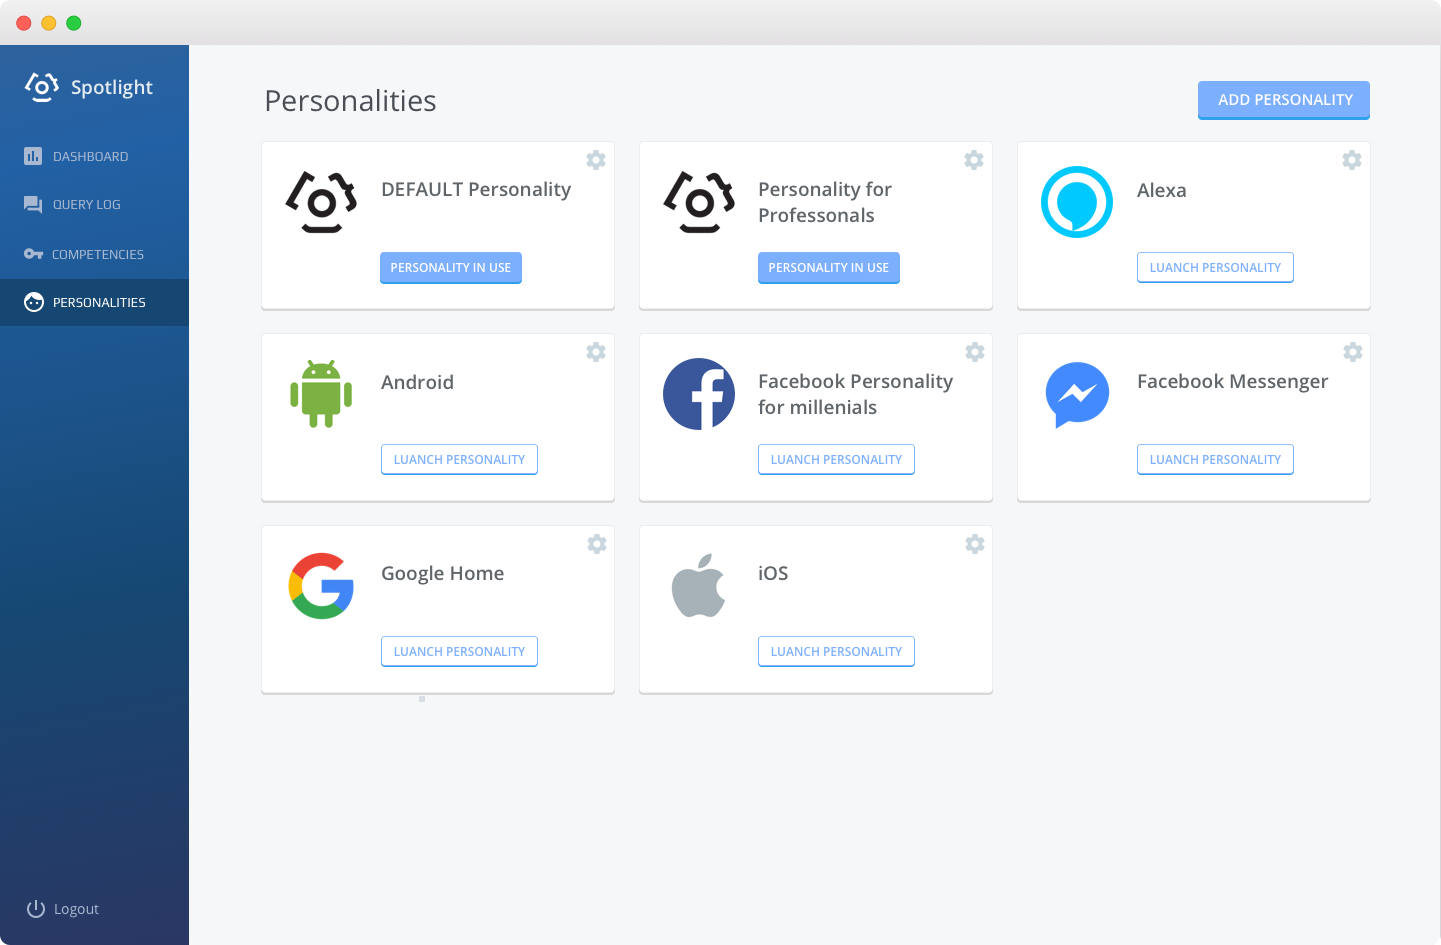 Spotlight
DASHBOARD
QUERY LOG
COMPETENCIES
PERSONALITIES
Logout
Personalities
ADD PERSONALITY
DEFAULT Personality
PERSONALITY IN USE
Personality for
Professonals
PERSONALITY IN USE
Alexa
LUANCH PERSONALITY
Android
LUANCH PERSONALITY
Facebook Personality
for millenials
LUANCH PERSONALITY
Facebook Messenger
LUANCH PERSONALITY
Google Home
LUANCH PERSONALITY
iOS
LUANCH PERSONALITY